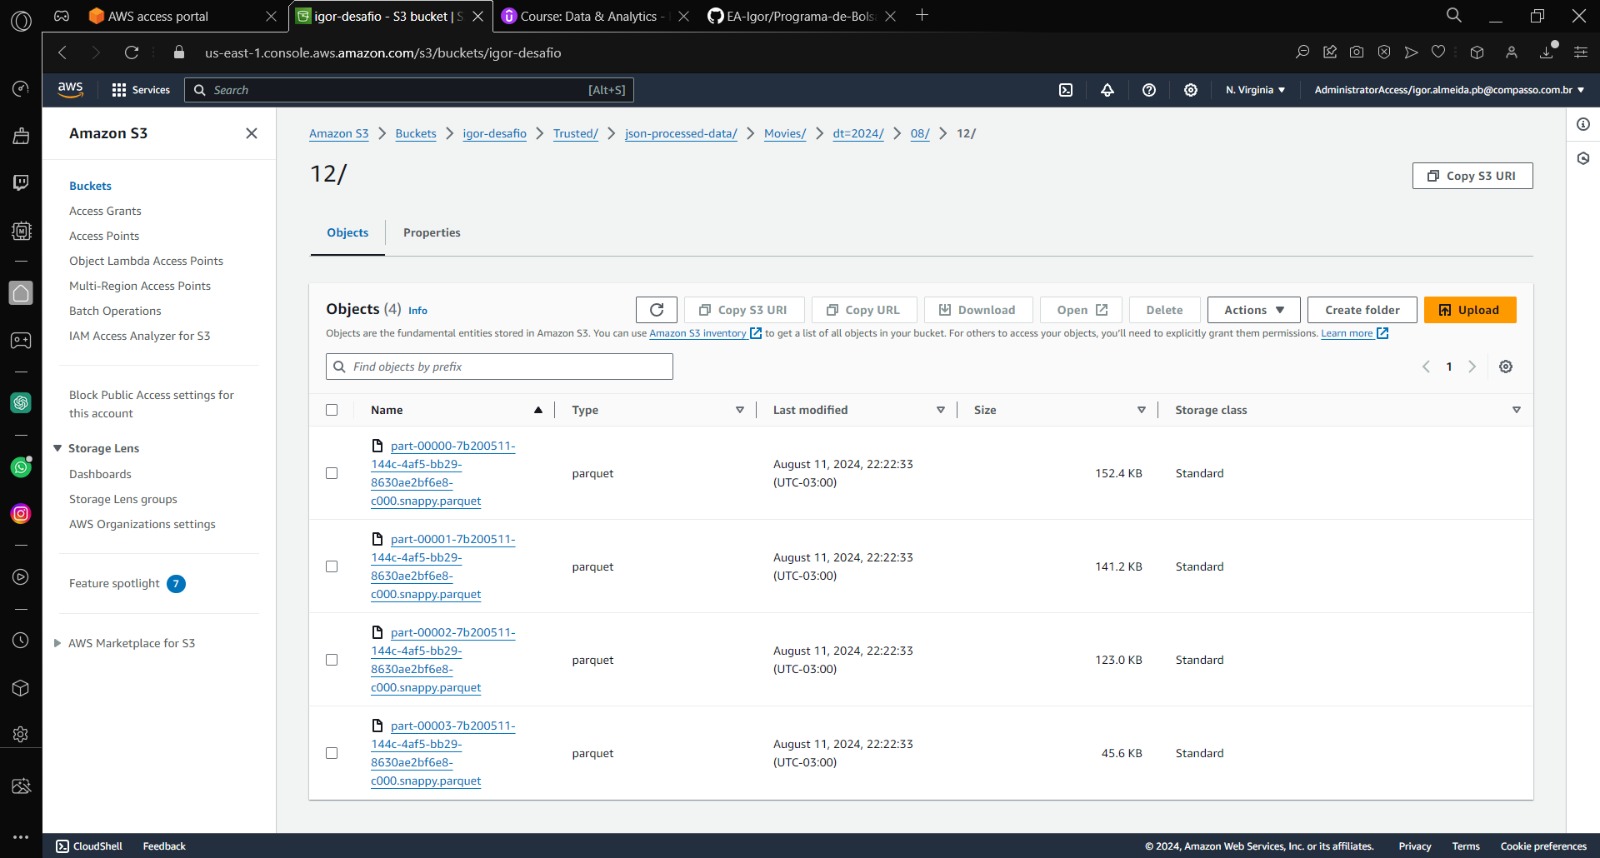 AWS access portal
igor-desafio - S3 bucket | S
Course: Data & Analytics -
EA-Igor/Programa-de-Bols
us-east-1.console.aws.amazon.com/s3/buckets/igor-desafio
aws
Services
Search
[Alt+S]
N. Virginia
AdministratorAccess/igor.almeida.pb@compasso.com.br
Amazon S3
Buckets
Access Grants
Access Points
Object Lambda Access Points
Multi-Region Access Points
Batch Operations
IAM Access Analyzer for S3
Block Public Access settings for
this account
Storage Lens
Dashboards
Storage Lens groups
AWS Organizations settings
Feature spotlight 7
AWS Marketplace for S3
Amazon S3 > Buckets > igor-desafio > Trusted/ > json-processed-data/ > Movies/ > dt=2024/ > 08/ > 12/
12/
Copy S3 URI
Objects
Properties
Objects (4) Info
Copy S3 URI
Copy URL
Download
Open
Delete
Actions
Create folder
Upload
Objects are the fundamental entities stored in Amazon S3. You can use Amazon S3 inventory to get a list of all objects in your bucket. For others to access your objects, you'll need to explicitly grant them permissions. Learn more
Find objects by prefix
1
Name
Type
Last modified
Size
Storage class
part-00000-7b200511-
144c-4af5-bb29-
8630ae2bf6e8-
c000.snappy.parquet
parquet
August 11, 2024, 22:22:33
(UTC-03:00)
152.4 KB
Standard
part-00001-7b200511-
144c-4af5-bb29-
8630ae2bf6e8-
c000.snappy.parquet
parquet
August 11, 2024, 22:22:33
(UTC-03:00)
141.2 KB
Standard
part-00002-7b200511-
144c-4af5-bb29-
8630ae2bf6e8-
c000.snappy.parquet
parquet
August 11, 2024, 22:22:33
(UTC-03:00)
123.0 KB
Standard
part-00003-7b200511-
144c-4af5-bb29-
8630ae2bf6e8-
c000.snappy.parquet
parquet
August 11, 2024, 22:22:33
(UTC-03:00)
45.6 KB
Standard
CloudShell
Feedback
© 2024, Amazon Web Services, Inc. or its affiliates.
Privacy
Terms
Cookie preferences